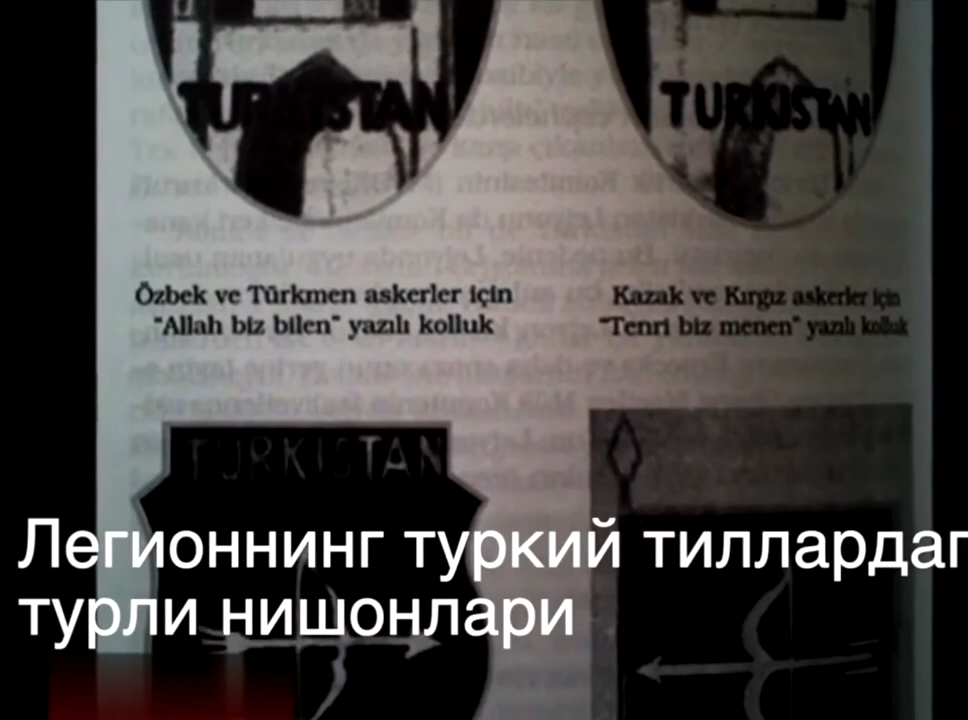 TURKISTAN
TURKISTAN
Özbek ve Türkmen askerler için
"Allah biz bilen" yazılı kolluk
Kazak ve Kırgız askerler için
"Tenri biz menen" yazılı kolluk
TURKISTAN
Легионнинг туркий тиллардаг
турли нишонлари